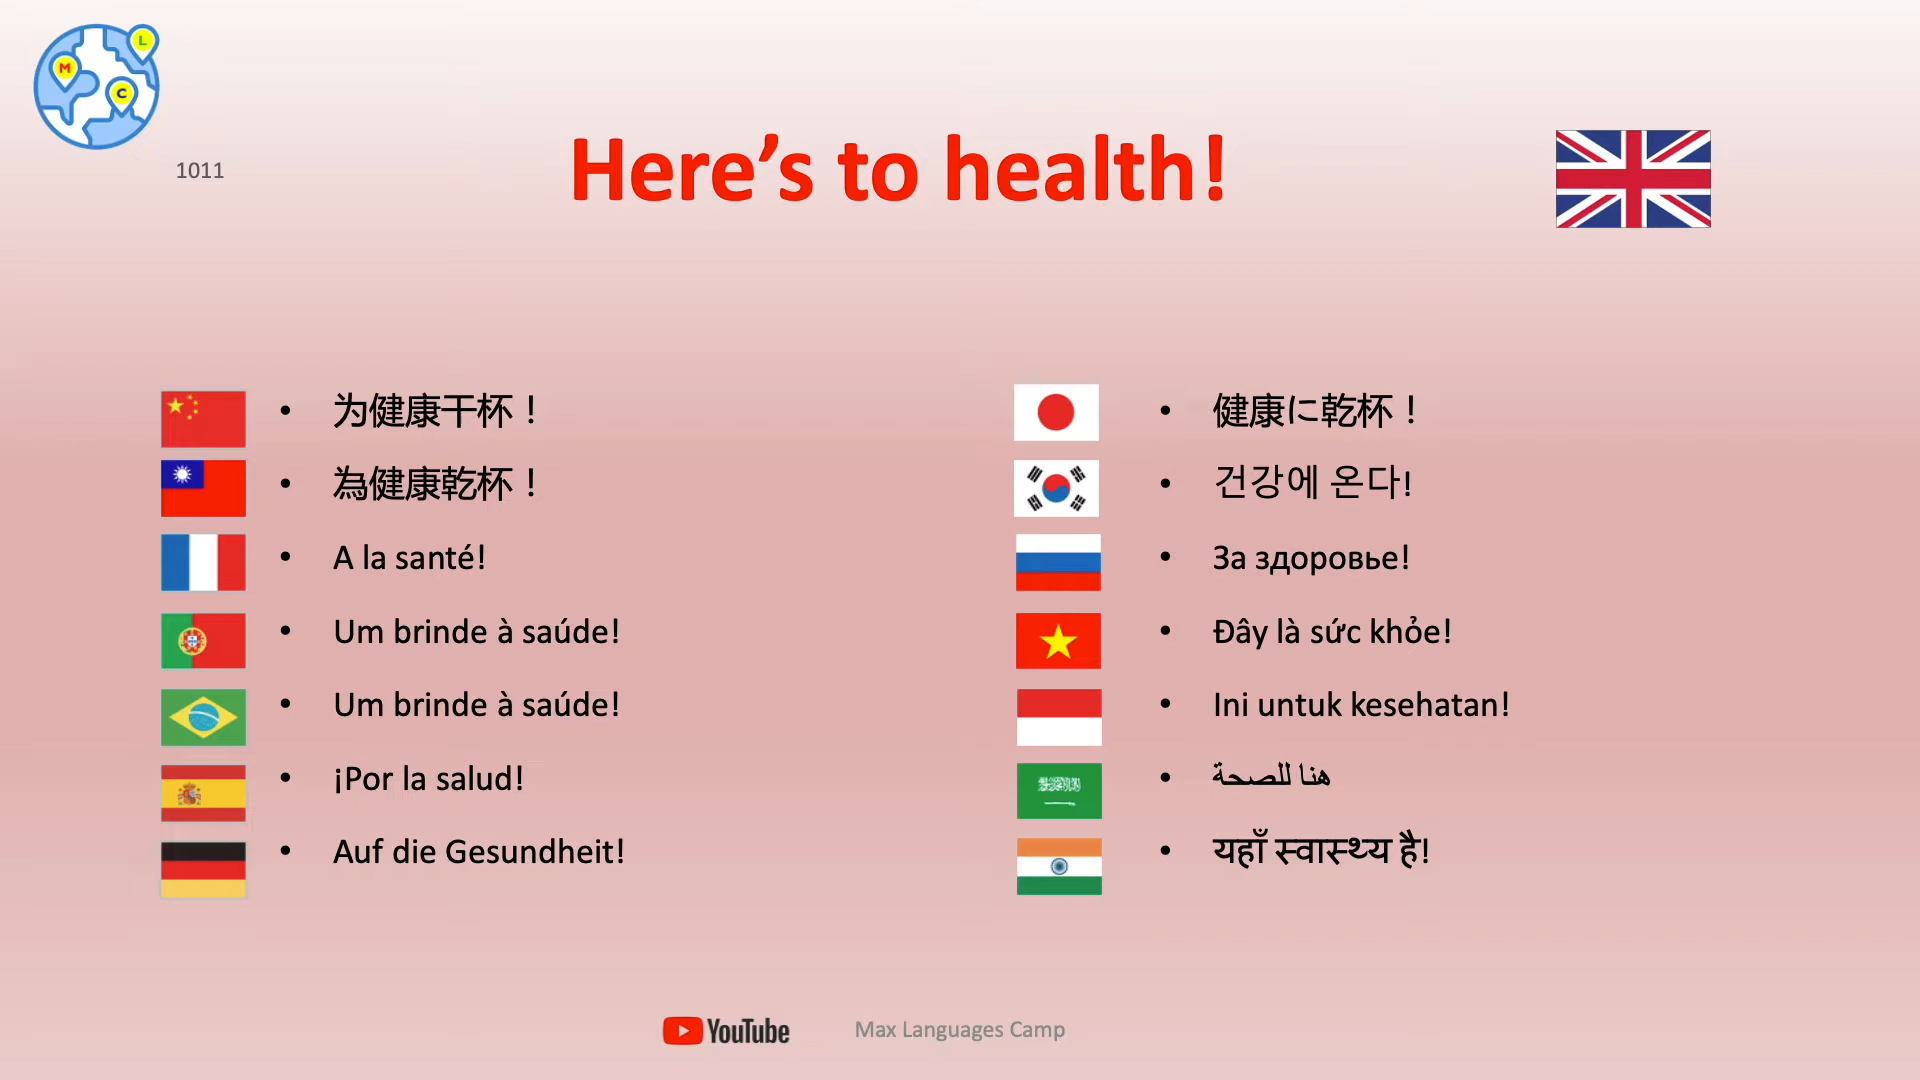 L
M
C
1011
Here’s to health!
为健康干杯！
為健康乾杯！
A la santé!
Um brinde à saúde!
Um brinde à saúde!
¡Por la salud!
Auf die Gesundheit!
健康に乾杯！
건강에 온다!
За здоровье!
Đây là sức khỏe!
Ini untuk kesehatan!
هنا للصحة
यहाँ स्वास्थ्य है!
YouTube
Max Languages Camp